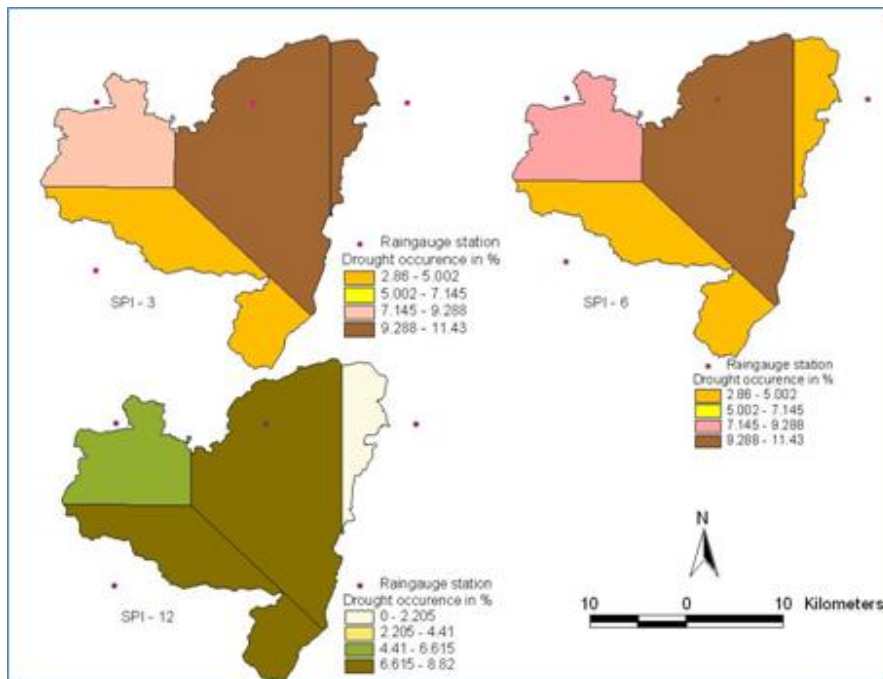 Raingauge station
Drought occurence in %
2.86 - 5.002
5.002 - 7.145
7.145 - 9.288
9.288 - 11.43
SPI - 3
SPI - 6
Raingauge station
Drought occurence in %
2.86 - 5.002
5.002 - 7.145
7.145 - 9.288
9.288 - 11.43
Raingauge station
Drought occurence in %
0 - 2.205
2.205 - 4.41
4.41 - 6.615
6.615 - 8.82
SPI - 12
N
10 0 10 Kilometers